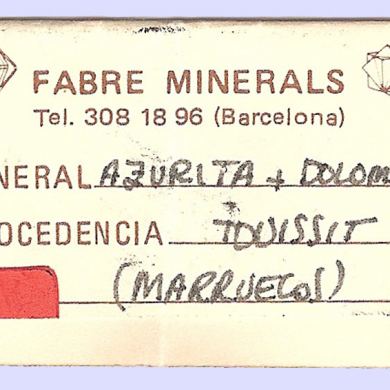 FABRE MINERALS
Tel. 308 18 96 (Barcelona)
NERAL AZURITA + DOLOM
OCEDENCIA TOUISSIT
(MARRUECOS)